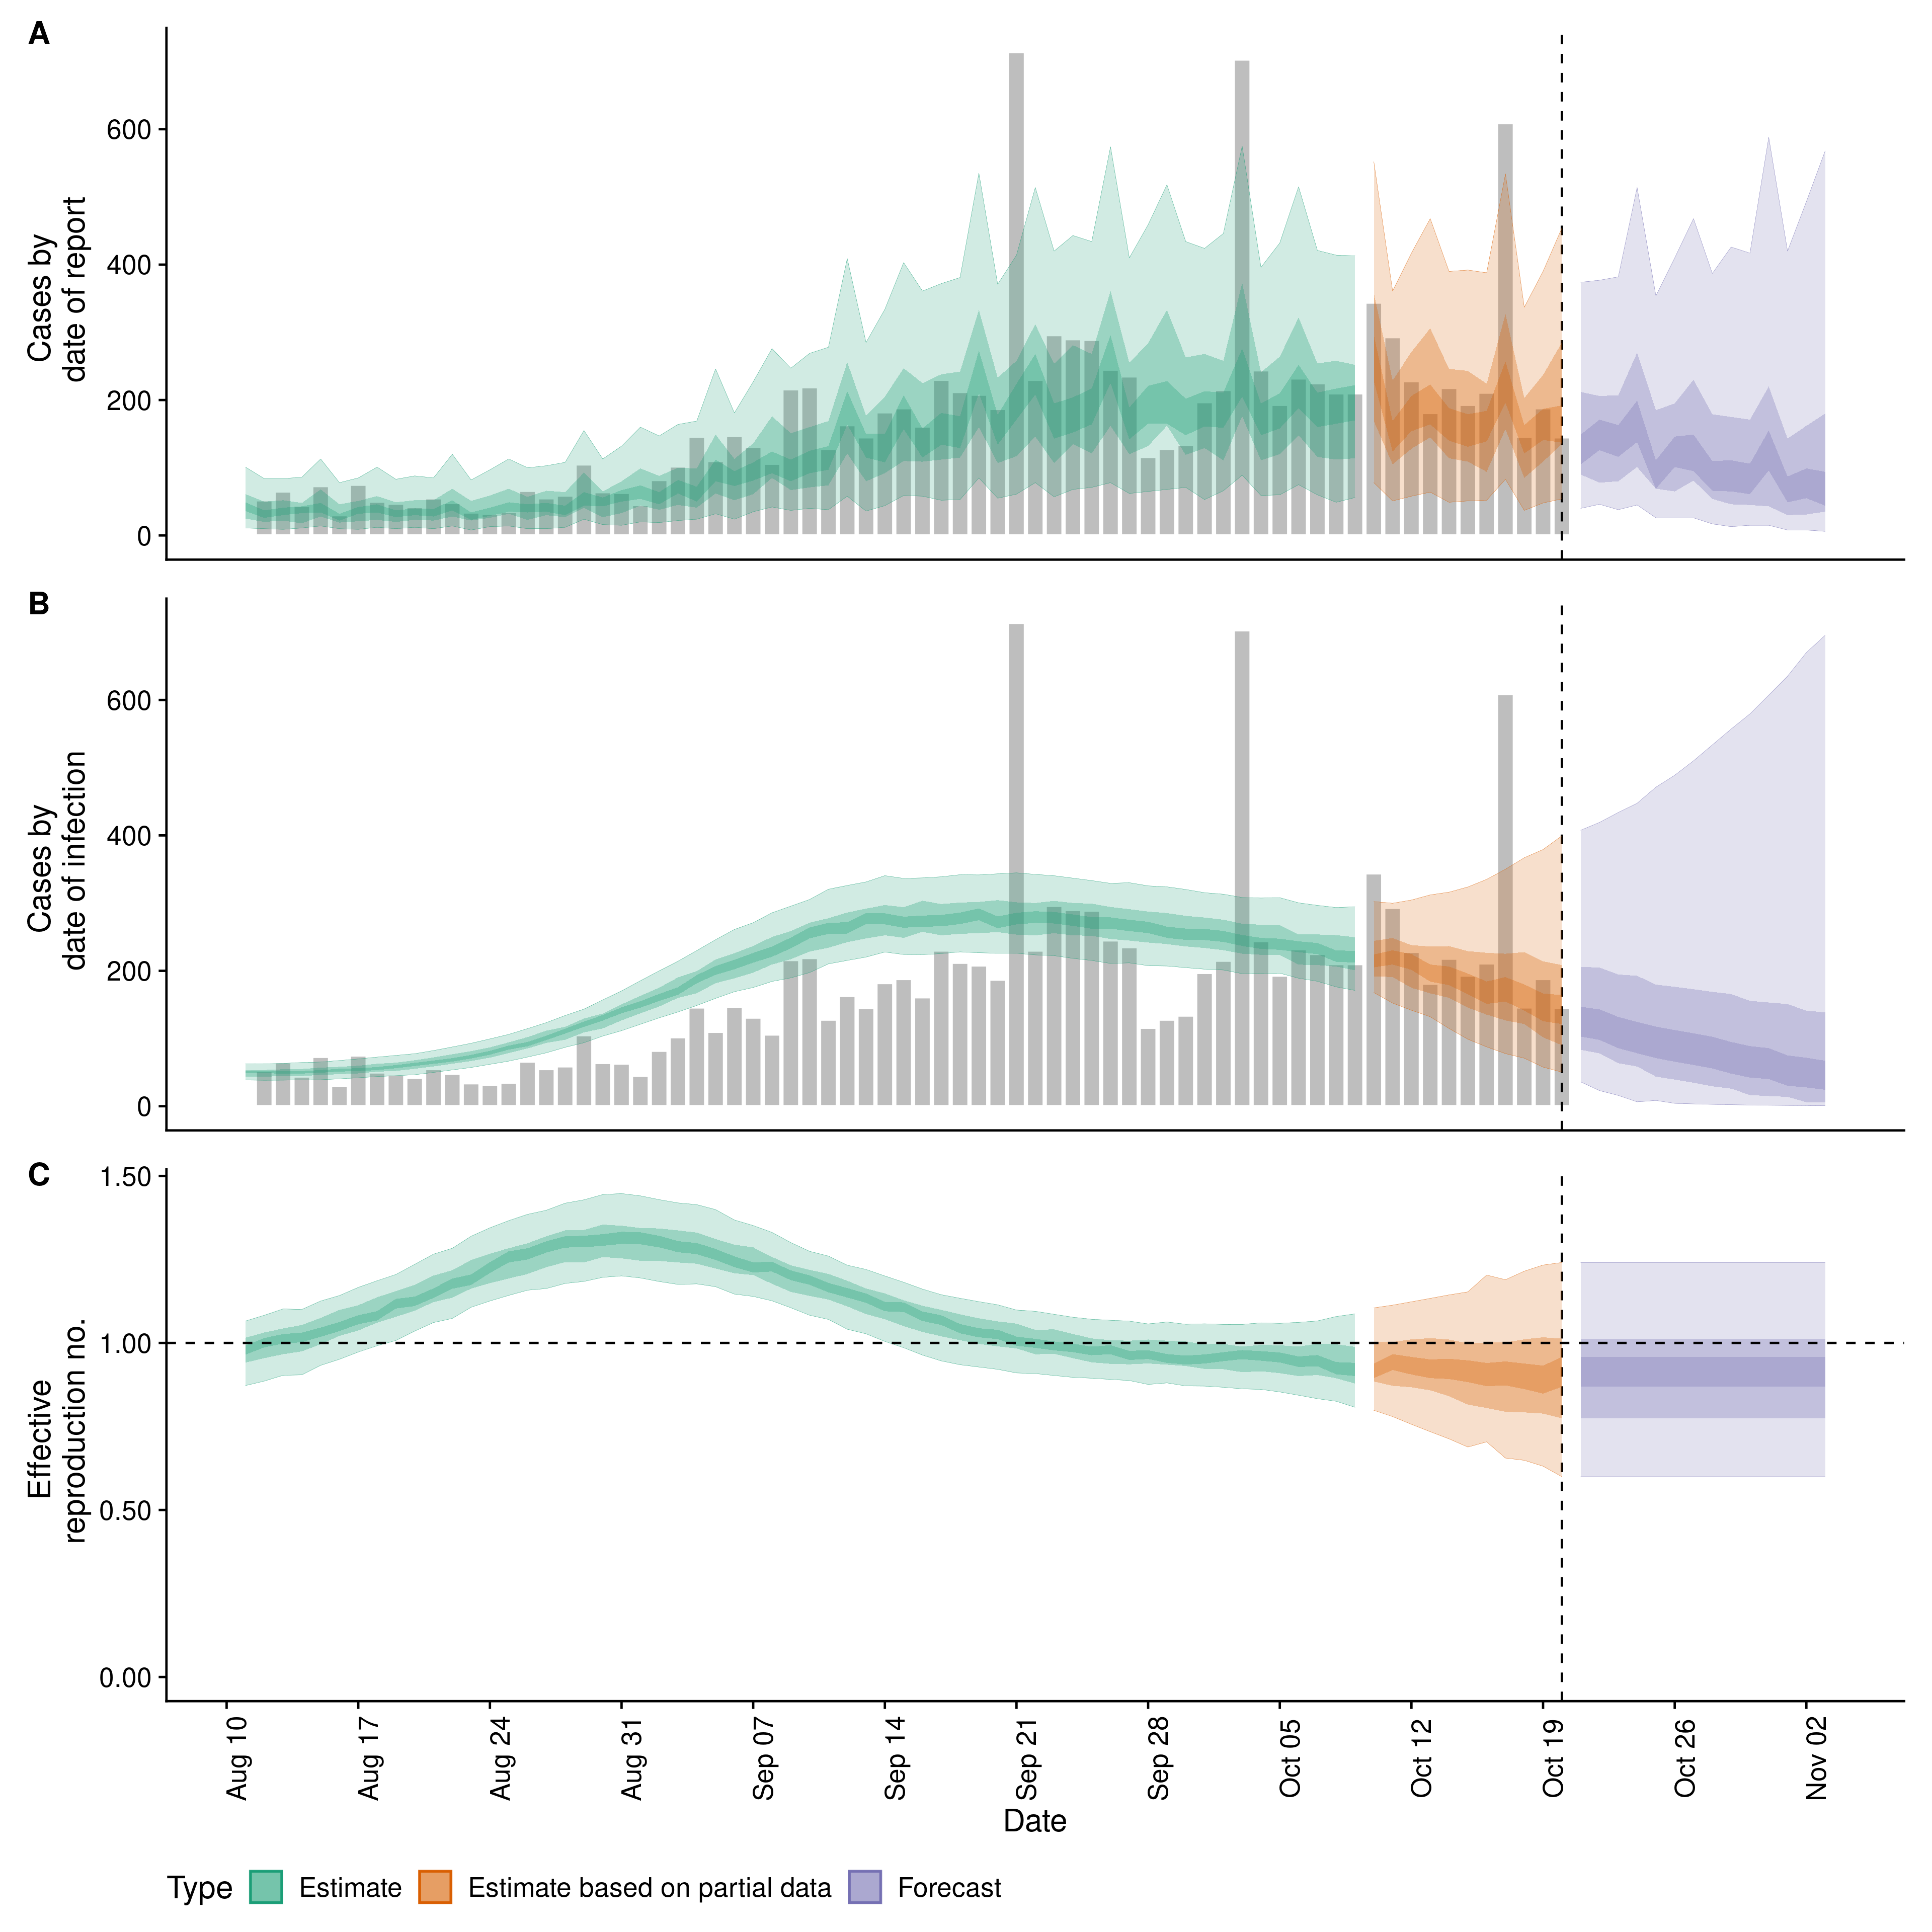 A
Cases by
date of report
600
400
200
0
B
Cases by
date of infection
600
400
200
0
C
Effective
reproduction no.
1.50
1.00
0.50
0.00
Aug 10
Aug 17
Aug 24
Aug 31
Sep 07
Sep 14
Sep 21
Sep 28
Oct 05
Oct 12
Oct 19
Oct 26
Nov 02
Date
Type Estimate Estimate based on partial data Forecast